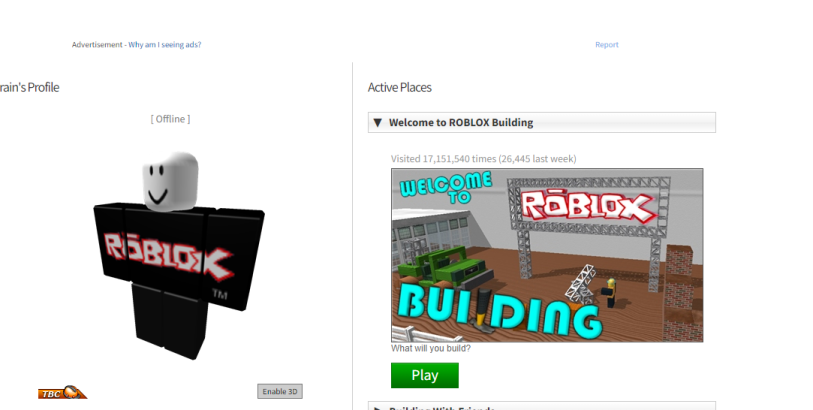 Advertisement - Why am I seeing ads?
Report
rain's Profile
[ Offline ]
ROBLOX
TM
TBC
Enable 3D
Active Places
▼ Welcome to ROBLOX Building
Visited 17,151,540 times (26,445 last week)
WELCOME
TO
ROBLOX
BUILDING
What will you build?
Play
Building With Friends